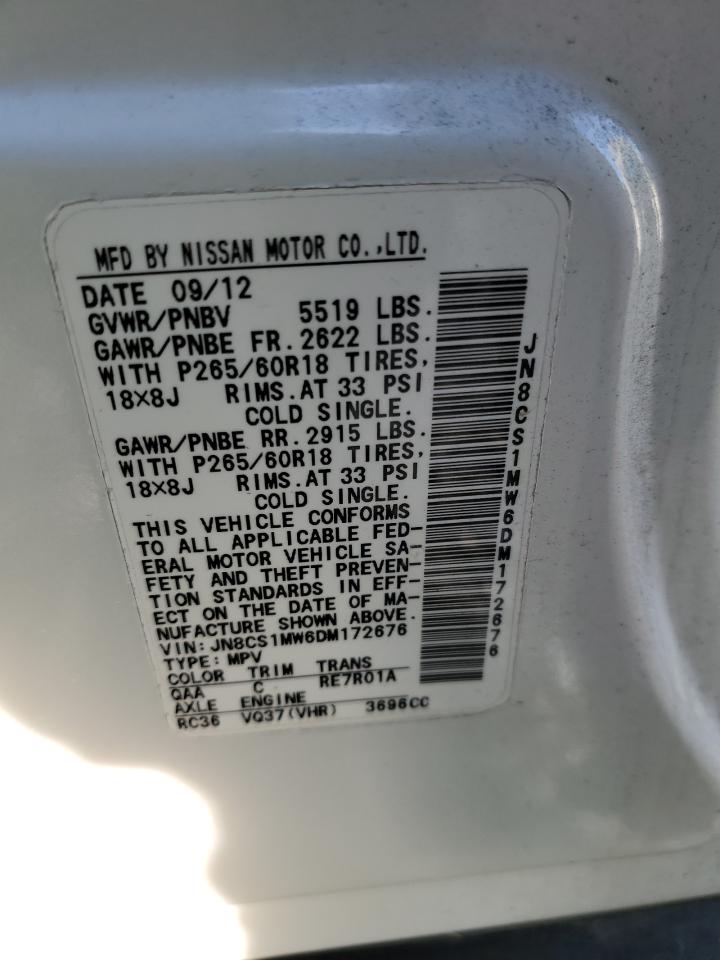 MFD BY NISSAN MOTOR CO.,LTD.
DATE 09/12
GVWR/PNBV 5519 LBS.
GAWR/PNBE FR.2622 LBS.
WITH P265/60R18 TIRES,
18×8J RIMS.AT 33 PSI
COLD SINGLE.
GAWR/PNBE RR.2915 LBS.
WITH P265/60R18 TIRES,
18×8J RIMS.AT 33 PSI
COLD SINGLE.
THIS VEHICLE CONFORMS
TO ALL APPLICABLE FED-
ERAL MOTOR VEHICLE SA-
FETY AND THEFT PREVEN-
TION STANDARDS IN EFF-
ECT ON THE DATE OF MA-
NUFACTURE SHOWN ABOVE.
VIN: JN8CS1MW6DM172676
TYPE: MPV
COLOR TRIM TRANS
QAA C RE7R01A
AXLE ENGINE
RC36 VQ37(VHR) 3696CC
JN8CS1MW6DM172676